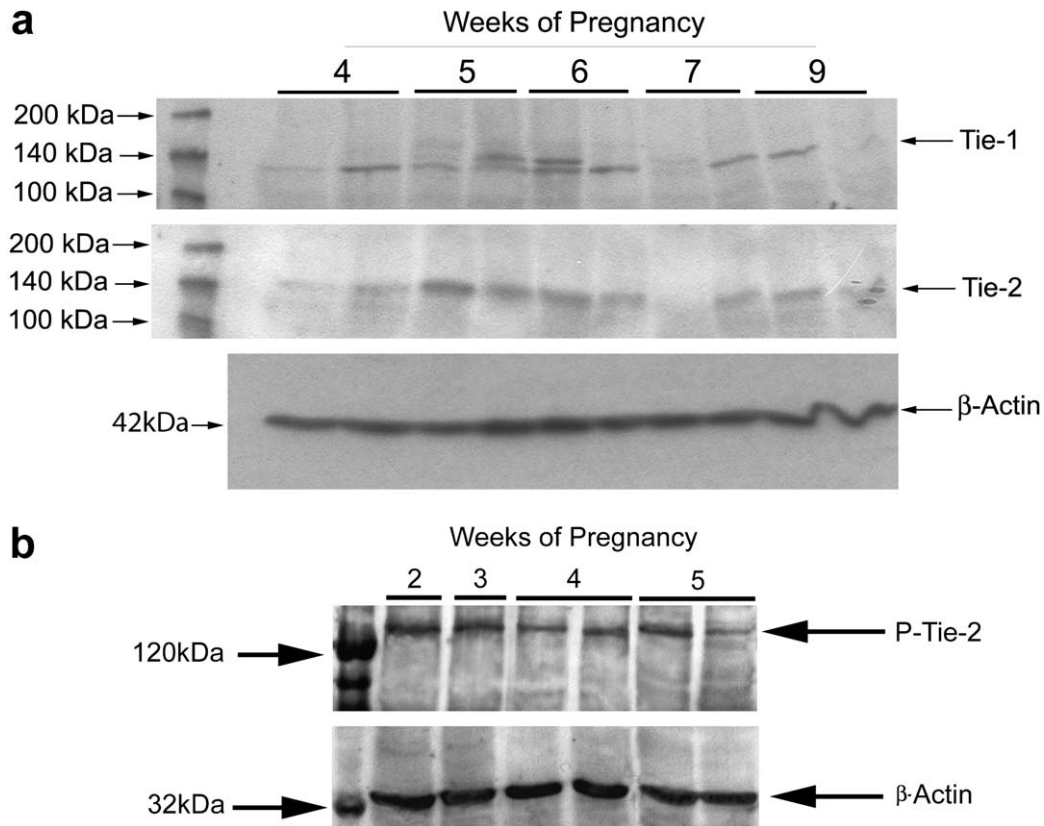 a
Weeks of Pregnancy
4 5 6 7 9
200 kDa
140 kDa
100 kDa
Tie-1
200 kDa
140 kDa
100 kDa
Tie-2
42kDa
β-Actin
b
Weeks of Pregnancy
2 3 4 5
120kDa
P-Tie-2
32kDa
β-Actin